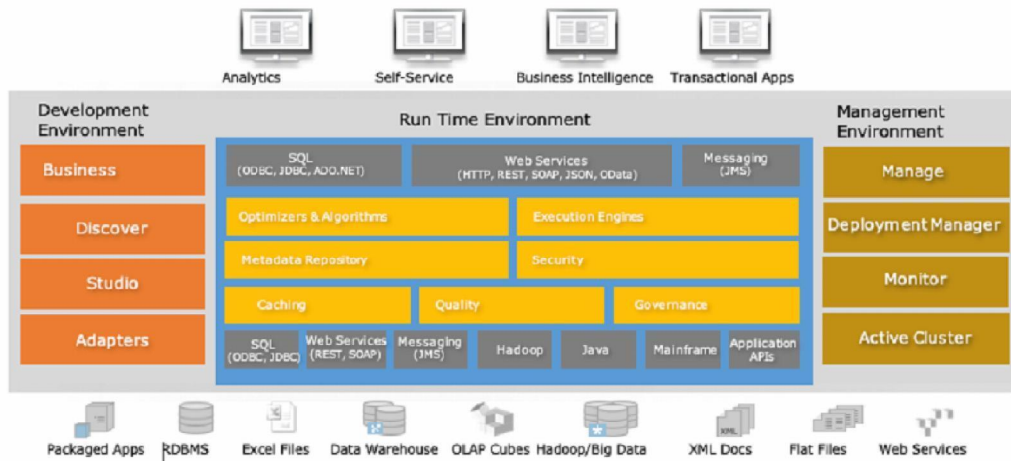 Analytics
Self-Service
Business Intelligence
Transactional Apps
Development
Environment
Run Time Environment
Management
Environment
Business
Discover
Studio
Adapters
SQL
(ODBC, JDBC, ADO.NET)
Web Services
(HTTP, REST, SOAP, JSON, OData)
Messaging
(JMS)
Optimizers & Algorithms
Execution Engines
Metadata Repository
Security
Caching
Quality
Governance
SQL
(ODBC, JDBC)
Web Services
(REST, SOAP)
Messaging
(JMS)
Hadoop
Java
Mainframe
Application
APIs
Manage
Deployment Manager
Monitor
Active Cluster
Packaged Apps
RDBMS
Excel Files
Data Warehouse
OLAP Cubes
Hadoop/Big Data
XML
XML Docs
Flat Files
Web Services